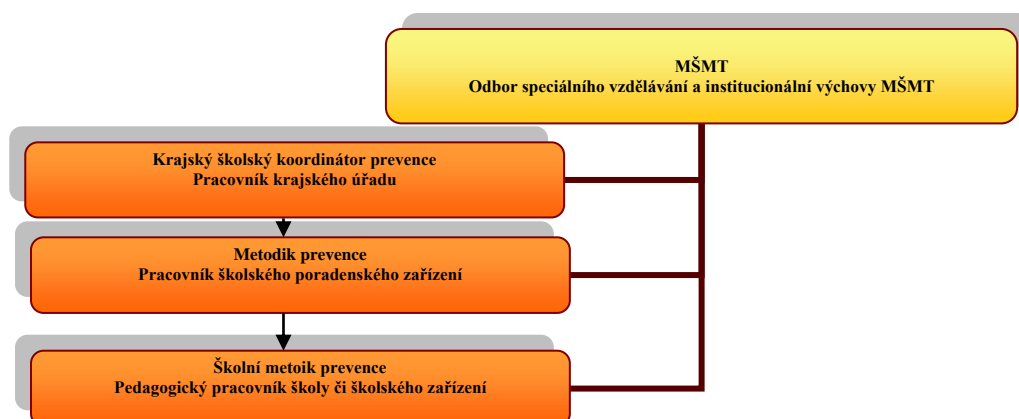 MŠMT
Odbor speciálního vzdělávání a institucionální výchovy MŠMT
Krajský školský koordinátor prevence
Pracovník krajského úřadu
Metodik prevence
Pracovník školského poradenského zařízení
Školní metoik prevence
Pedagogický pracovník školy či školského zařízení